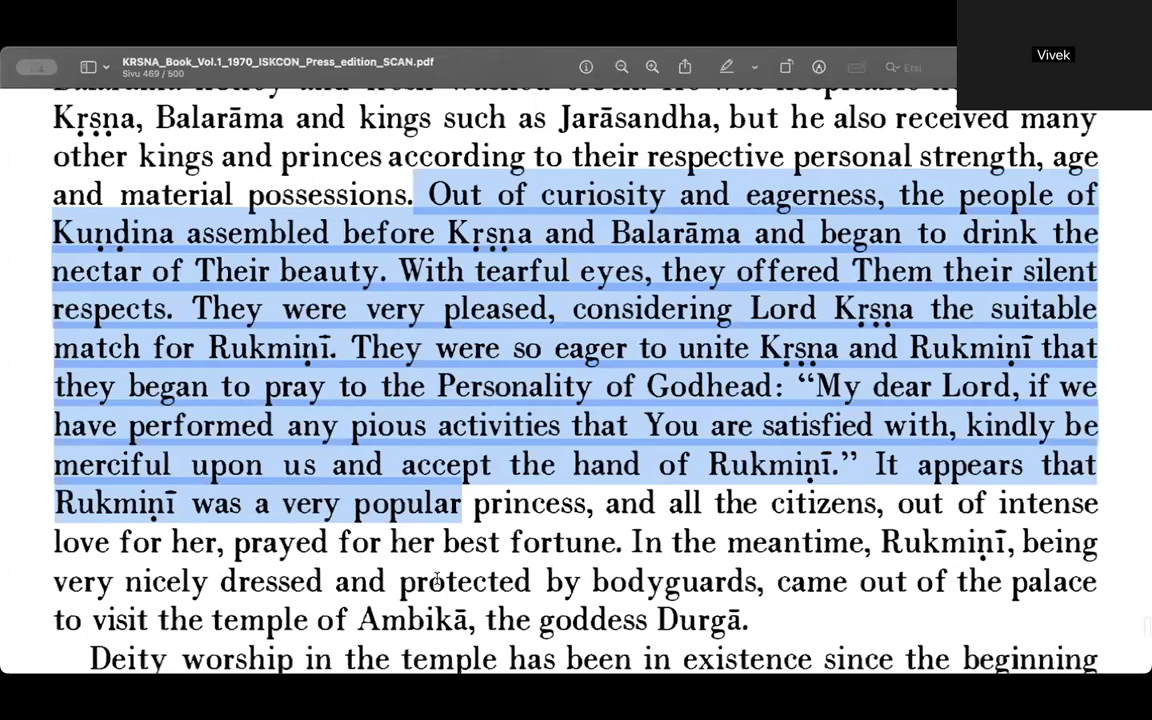 KRSNA_Book_Vol.1_1970_ISKCON_Press_edition_SCAN.pdf
Sivu 469 / 500
Etsi
Vivek
Kṛṣṇa, Balarāma and kings such as Jarāsandha, but he also received many
other kings and princes according to their respective personal strength, age
and material possessions. Out of curiosity and eagerness, the people of
Kuṇḍina assembled before Kṛṣṇa and Balarāma and began to drink the
nectar of Their beauty. With tearful eyes, they offered Them their silent
respects. They were very pleased, considering Lord Kṛṣṇa the suitable
match for Rukmiṇī. They were so eager to unite Kṛṣṇa and Rukmiṇī that
they began to pray to the Personality of Godhead: “My dear Lord, if we
have performed any pious activities that You are satisfied with, kindly be
merciful upon us and accept the hand of Rukmiṇī.” It appears that
Rukmiṇī was a very popular princess, and all the citizens, out of intense
love for her, prayed for her best fortune. In the meantime, Rukmiṇī, being
very nicely dressed and protected by bodyguards, came out of the palace
to visit the temple of Ambikā, the goddess Durgā.
Deity worship in the temple has been in existence since the beginning